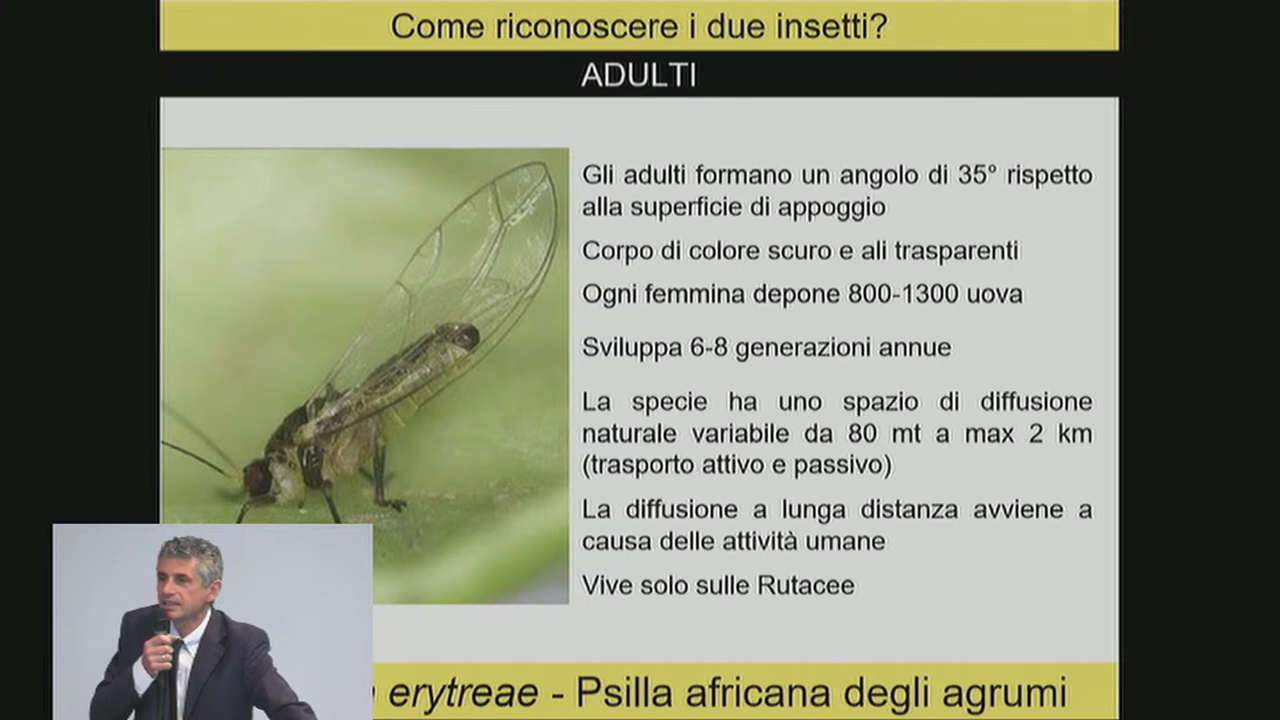 Come riconoscere i due insetti?
ADULTI
Gli adulti formano un angolo di 35° rispetto
alla superficie di appoggio
Corpo di colore scuro e ali trasparenti
Ogni femmina depone 800-1300 uova
Sviluppa 6-8 generazioni annue
La specie ha uno spazio di diffusione
naturale variabile da 80 mt a max 2 km
(trasporto attivo e passivo)
La diffusione a lunga distanza avviene a
causa delle attività umane
Vive solo sulle Rutacee
erytreae - Psilla africana degli agrumi